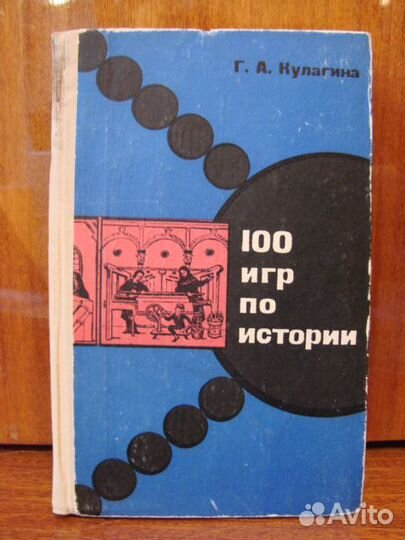 Г. А. Кулагина
100
игр
по
истории
Avito